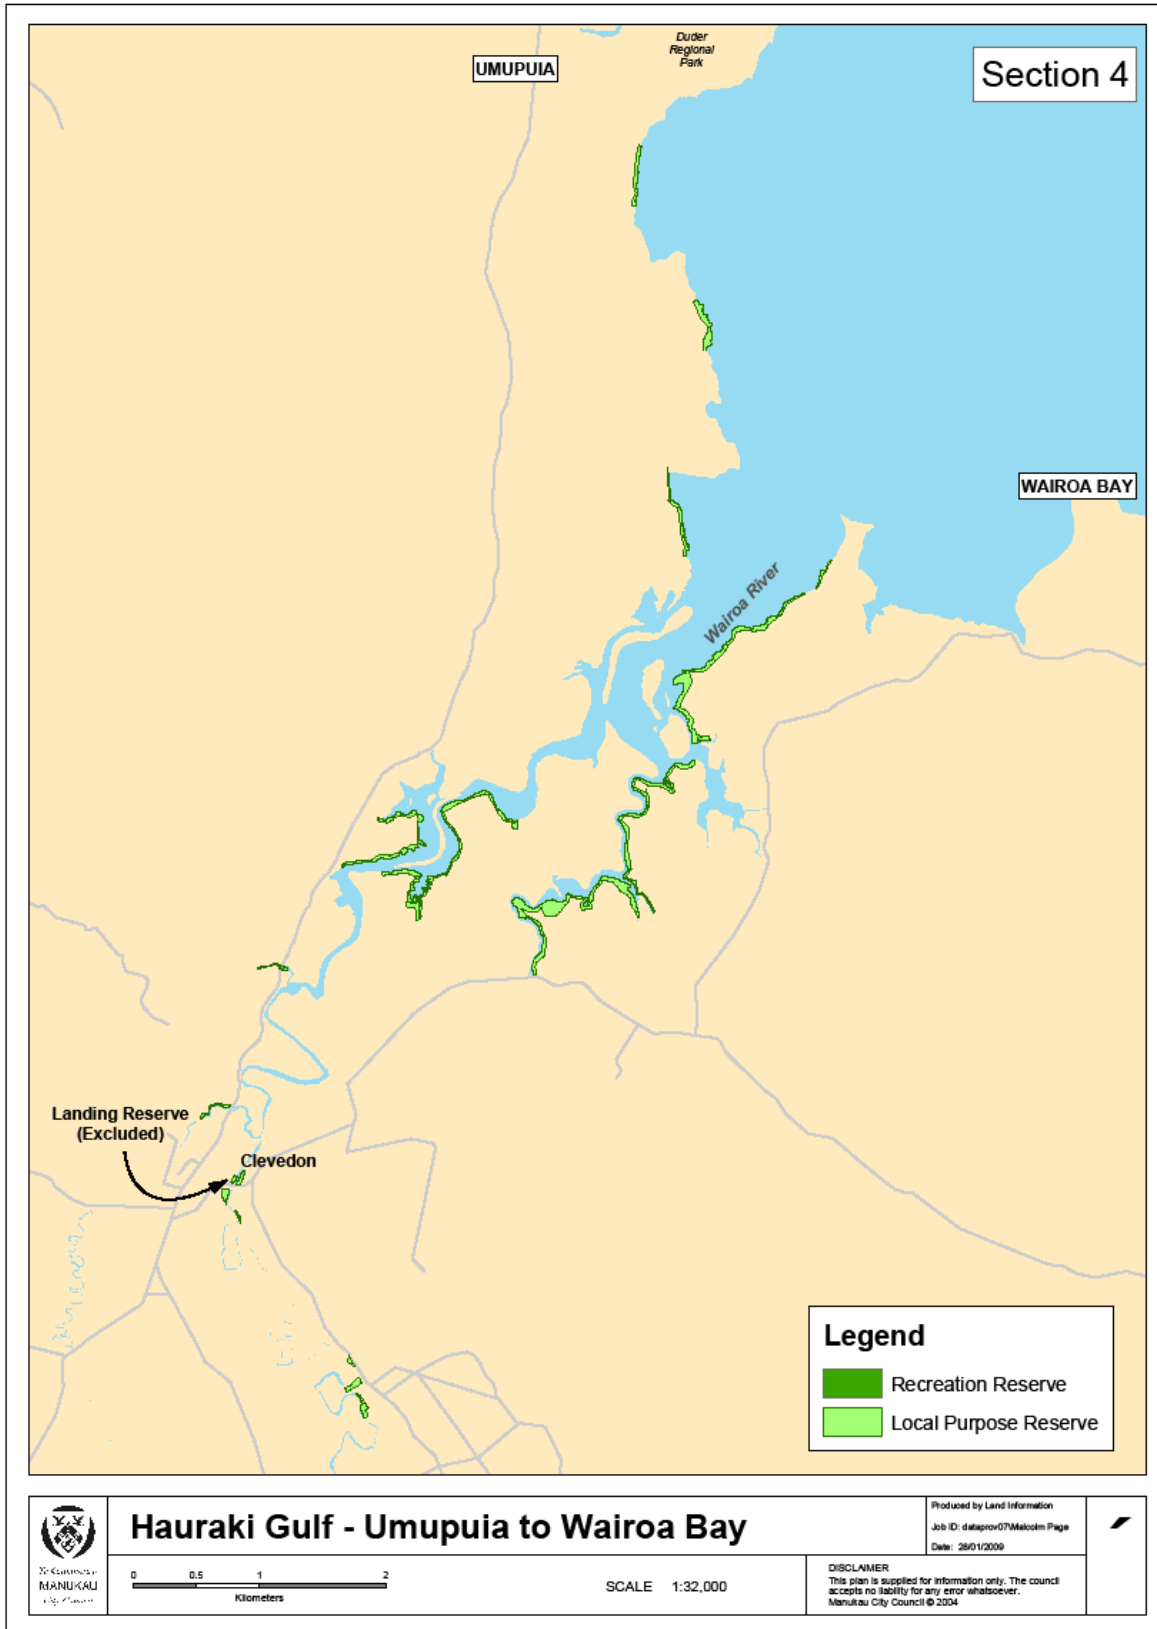 Duder
Regional
Park
UMUPUIA
Section 4
WAIROA BAY
Wairoa River
Landing Reserve
(Excluded)
Clevedon
Legend
Recreation Reserve
Local Purpose Reserve
MANUKAU
Hauraki Gulf - Umupuia to Wairoa Bay
Produced by Land Information
Job ID: dataprov07\Malcolm Page
Date: 28/01/2009
0 0.5 1 2
Kilometers
SCALE 1:32,000
DISCLAIMER
This plan is supplied for information only. The council
accepts no liability for any error whatsoever.
Manukau City Council © 2004